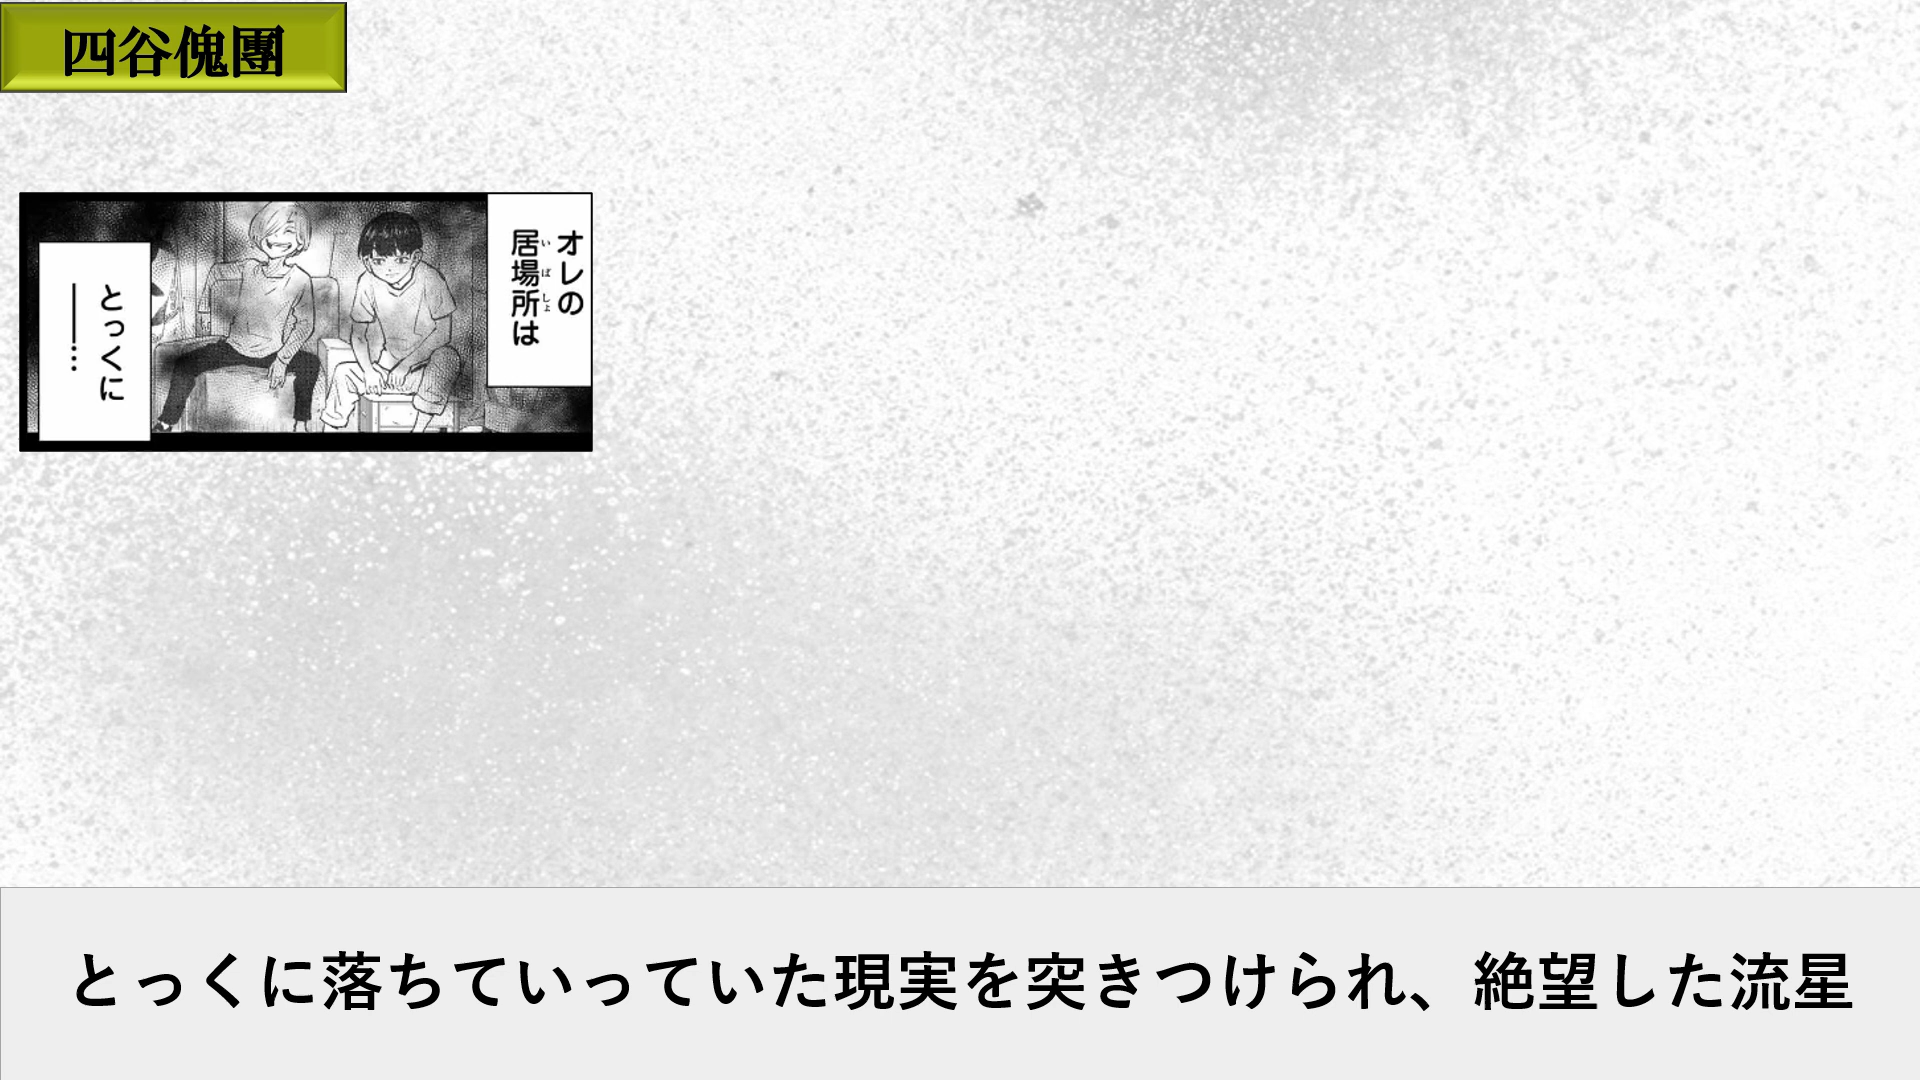 四谷傀團
オレの
居場所は
いばしょ
とっくに
――…
とっくに落ちていっていた現実を突きつけられ、絶望した流星